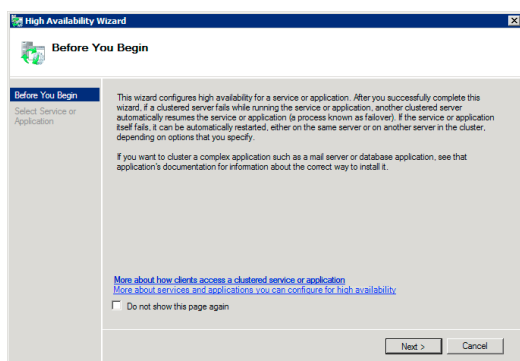 High Availability Wizard
Before You Begin
Before You Begin
Select Service or
Application
This wizard configures high availability for a service or application. After you successfully complete this
wizard, if a clustered server fails while running the service or application, another clustered server
automatically resumes the service or application (a process known as failover). If the service or application
itself fails, it can be automatically restarted, either on the same server or on another server in the cluster,
depending on options that you specify.
If you want to cluster a complex application such as a mail server or database application, see that
application's documentation for information about the correct way to install it.
More about how clients access a clustered service or application
More about services and applications you can configure for high availability
Do not show this page again
Next >
Cancel